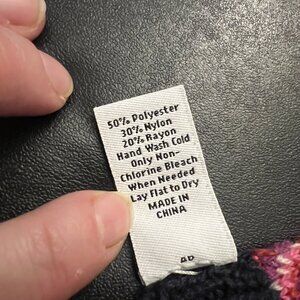 50% Polyester
30% Nylon
20% Rayon
Hand Wash Cold
Only Non-
Chlorine Bleach
When Needed
Lay Flat to Dry
MADE IN
CHINA